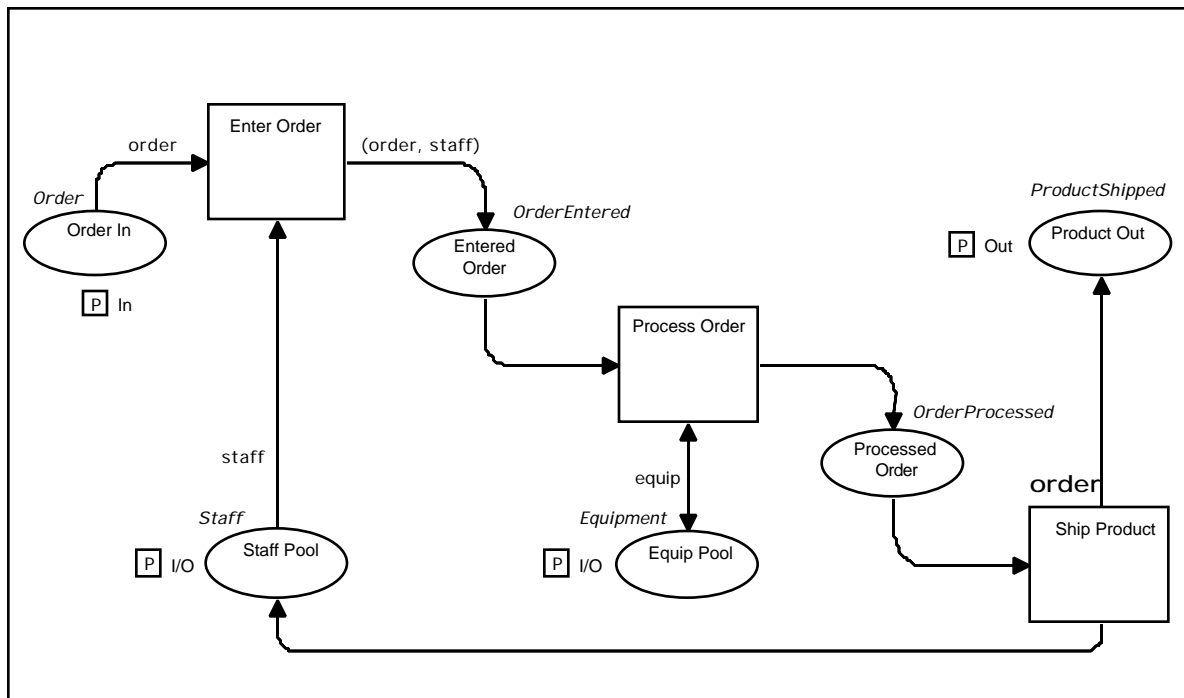 Enter Order
order
(order, staff)
Order
Order In
P In
OrderEntered
Entered
Order
ProductShipped
P Out
Product Out
Process Order
OrderProcessed
Processed
Order
staff
equip
order
Staff
P I/O
Staff Pool
Equipment
P I/O
Equip Pool
Ship Product